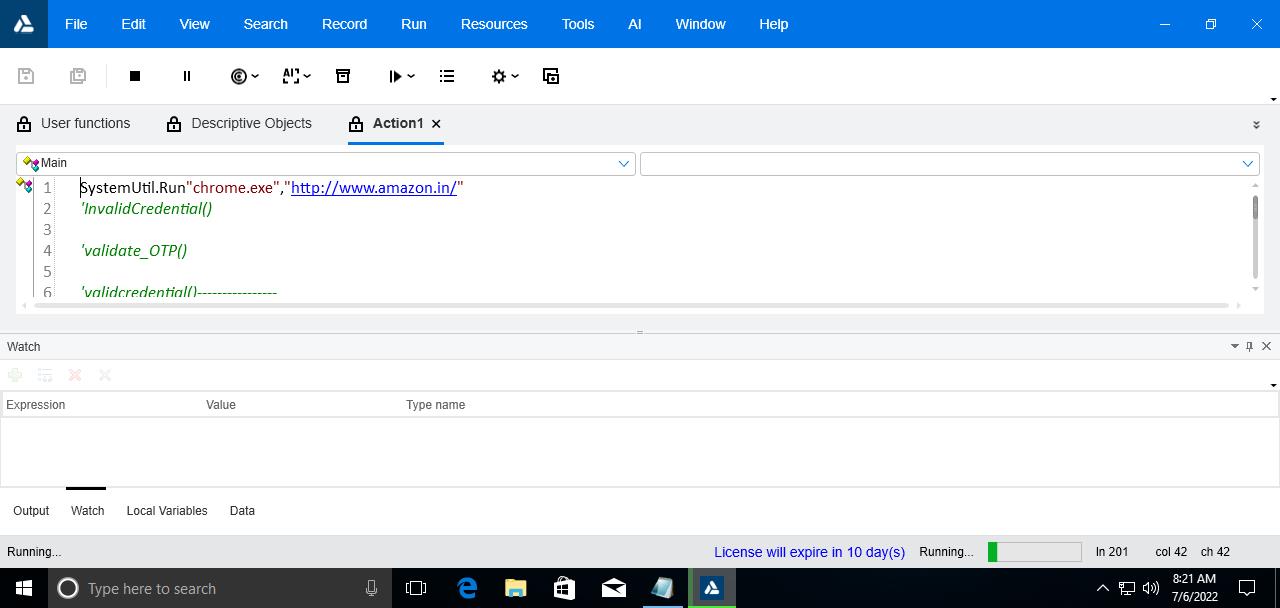 File Edit View Search Record Run Resources Tools AI Window Help
User functions Descriptive Objects Action1
Main
1 SystemUtil.Run"chrome.exe","http://www.amazon.in/"
2 'InvalidCredential()
3
4 'validate_OTP()
5
6 'validcredential()----------------
Watch
Expression Value Type name
Output Watch Local Variables Data
Running... License will expire in 10 day(s) Running... ln 201 col 42 ch 42
Type here to search
8:21 AM
7/6/2022